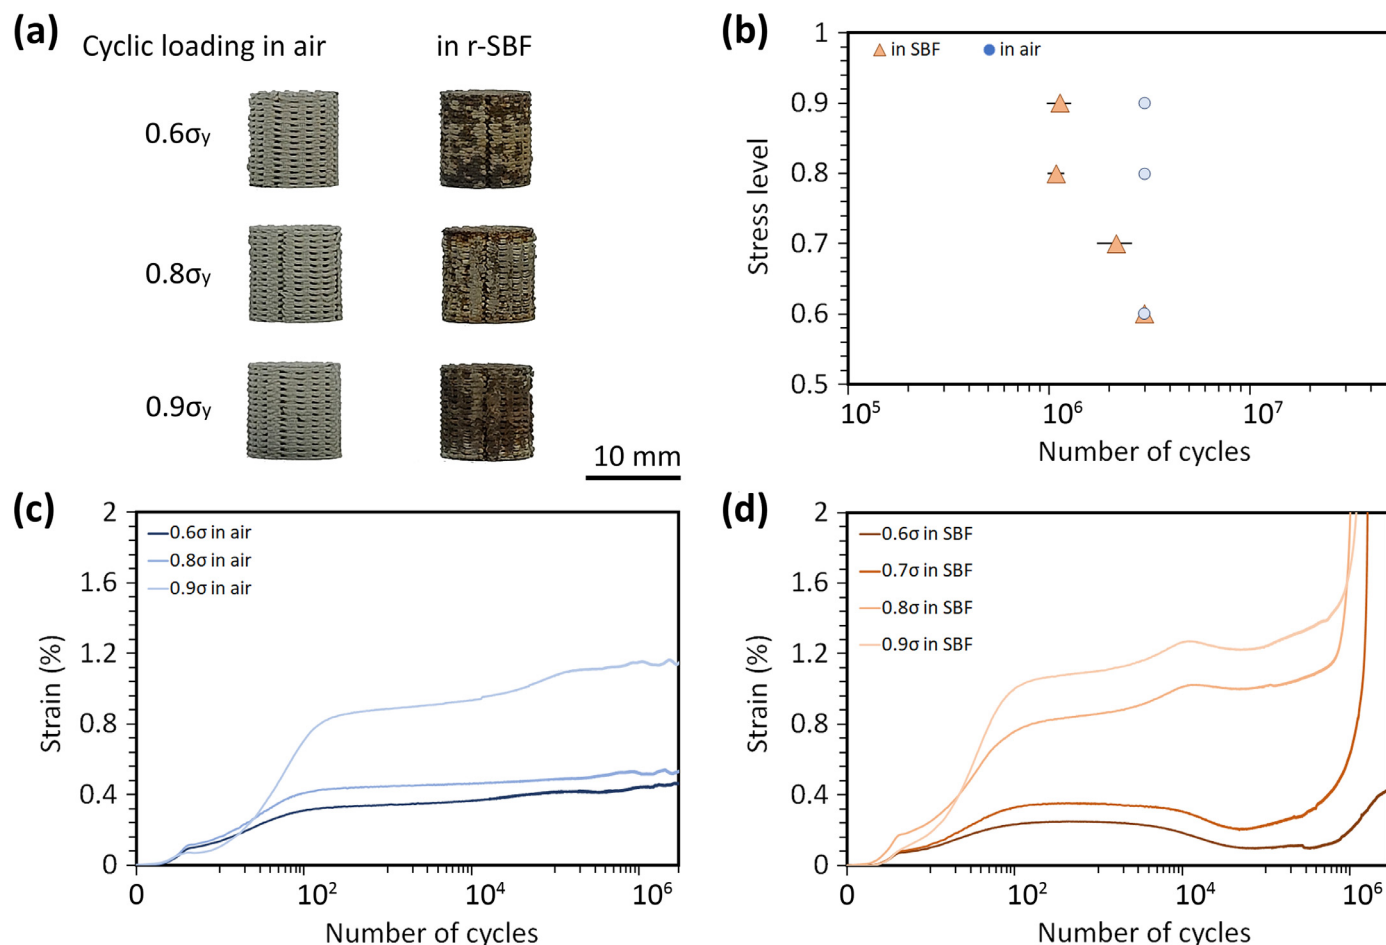 (a)
Cyclic loading in air
in r-SBF
0.6σy
0.8σy
0.9σy
10 mm
(b)
in SBF
in air
Stress level
1
0.9
0.8
0.7
0.6
0.5
10⁵
10⁶
10⁷
Number of cycles
(c)
0.6σ in air
0.8σ in air
0.9σ in air
Strain (%)
2
1.6
1.2
0.8
0.4
0
0
10²
10⁴
10⁶
Number of cycles
(d)
0.6σ in SBF
0.7σ in SBF
0.8σ in SBF
0.9σ in SBF
Strain (%)
2
1.6
1.2
0.8
0.4
0
0
10²
10⁴
10⁶
Number of cycles